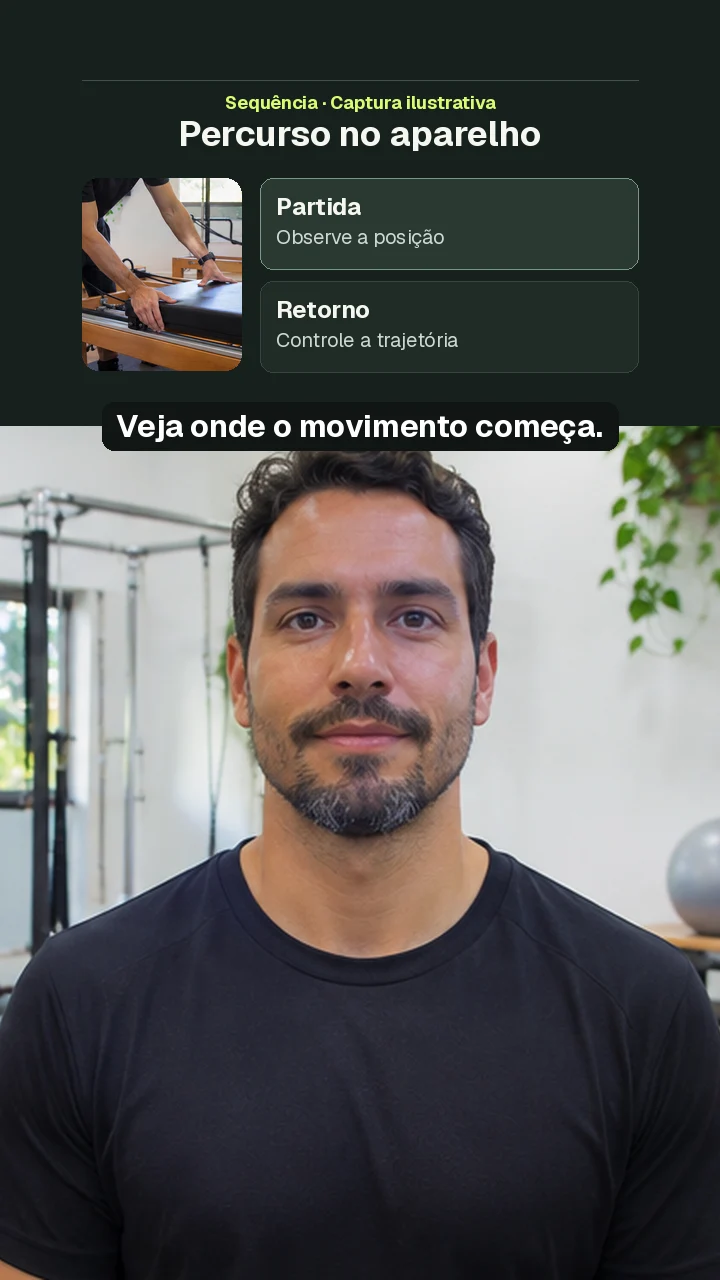 Sequência · Captura ilustrativa
Percurso no aparelho
Partida
Observe a posição
Retorno
Controle a trajetória
Veja onde o movimento começa.